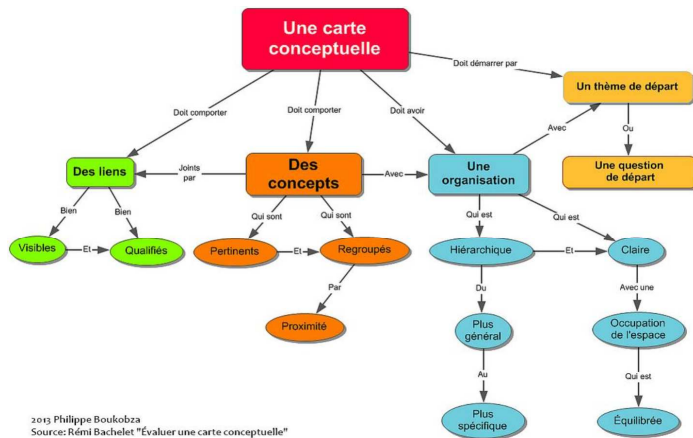 Une carte
conceptuelle
Doit démarrer par
Un thème de départ
Doit comporter
Doit comporter
Doit avoir
Avec
Ou
Une question
de départ
Des liens
Joints
par
Des
concepts
Avec
Une
organisation
Bien
Bien
Qui sont
Qui sont
Qui est
Qui est
Visibles
Et
Qualifiés
Pertinents
Et
Regroupés
Hiérarchique
Et
Claire
Par
Du
Avec une
Proximité
Plus
général
Occupation
de l'espace
Au
Qui est
Plus
spécifique
Équilibrée
2013 Philippe Boukobza
Source: Rémi Bachelet "Évaluer une carte conceptuelle"